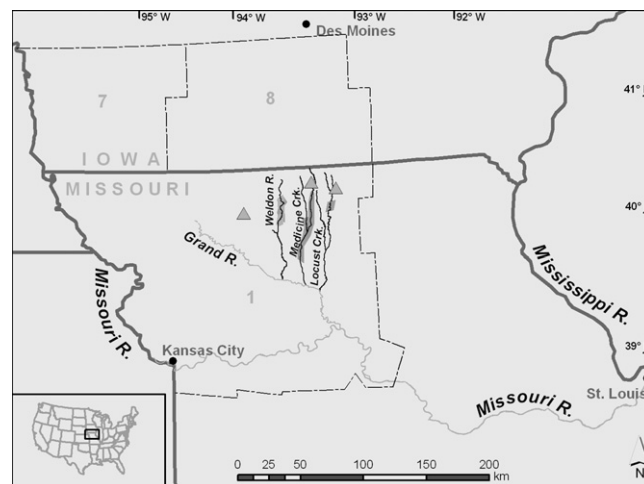 95° W 94° W 93° W 92° W
Des Moines
41°
7 8
IOWA
MISSOURI
Weldon R.
Medicine Crk.
Locust Crk.
40°
Grand R.
Mississippi R.
Missouri R.
1
Kansas City
39°
St. Louis
Missouri R.
0 25 50 100 150 200
km
N